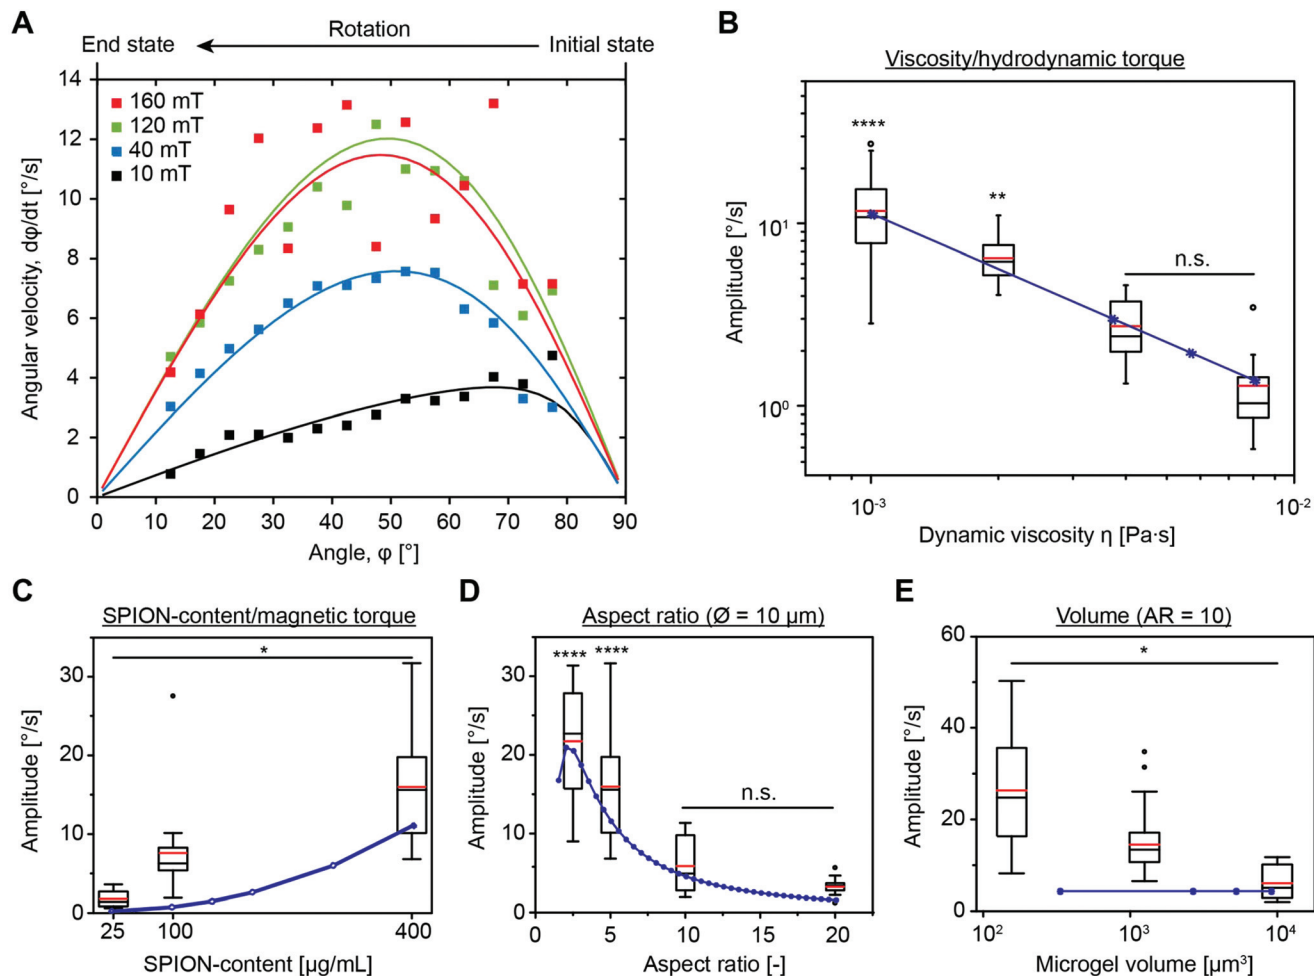 A
End state
Rotation
Initial state
Angular velocity, dφ/dt [°/s]
14
12
10
8
6
4
2
0
160 mT
120 mT
40 mT
10 mT
0 10 20 30 40 50 60 70 80 90
Angle, φ [°]
B
Viscosity/hydrodynamic torque
Amplitude [°/s]
10¹
10⁰
****
**
n.s.
10⁻³ 10⁻²
Dynamic viscosity η [Pa·s]
C
SPION-content/magnetic torque
Amplitude [°/s]
30
20
10
0
*
25 100 400
SPION-content [µg/mL]
D
Aspect ratio (Ø = 10 µm)
Amplitude [°/s]
30
20
10
0
**** ****
n.s.
0 5 10 15 20
Aspect ratio [-]
E
Volume (AR = 10)
Amplitude [°/s]
60
40
20
0
*
10² 10³ 10⁴
Microgel volume [µm³]